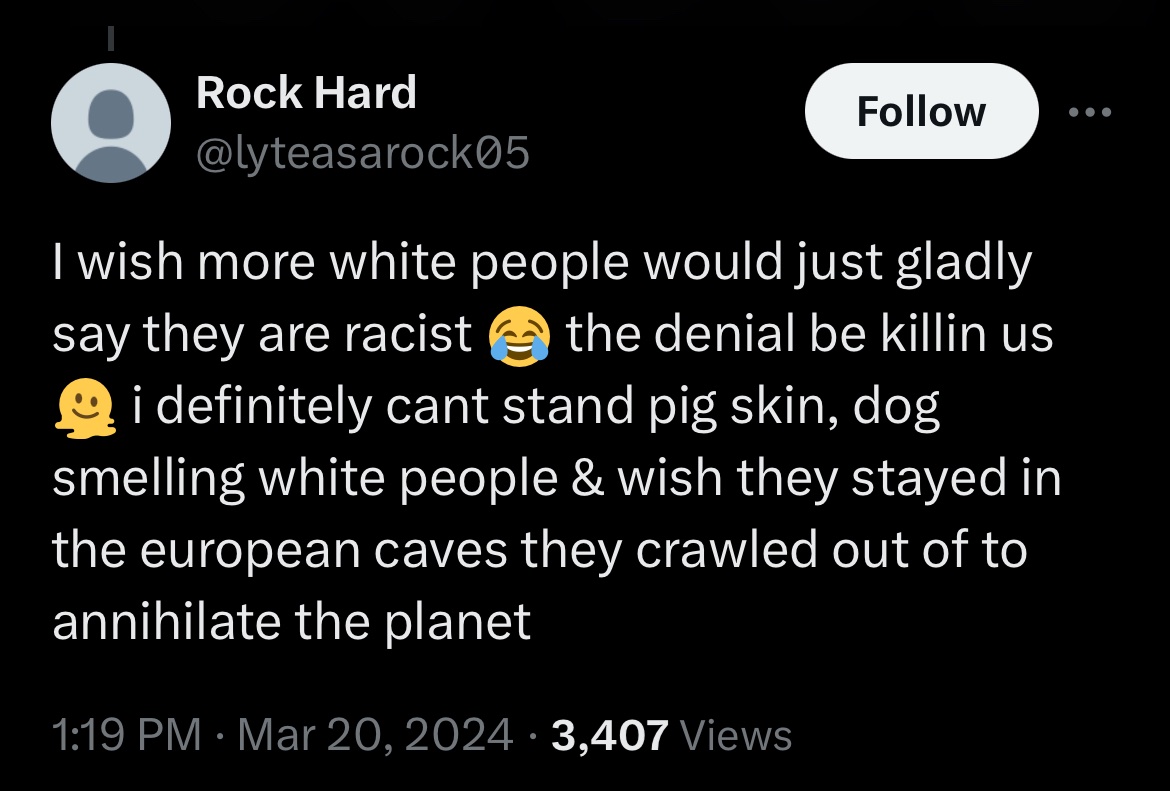 Rock Hard
Follow
@lyteasarock05
I wish more white people would just gladly
say they are racist 😂 the denial be killin us
🫠 i definitely cant stand pig skin, dog
smelling white people & wish they stayed in
the european caves they crawled out of to
annihilate the planet
1:19 PM · Mar 20, 2024 · 3,407 Views